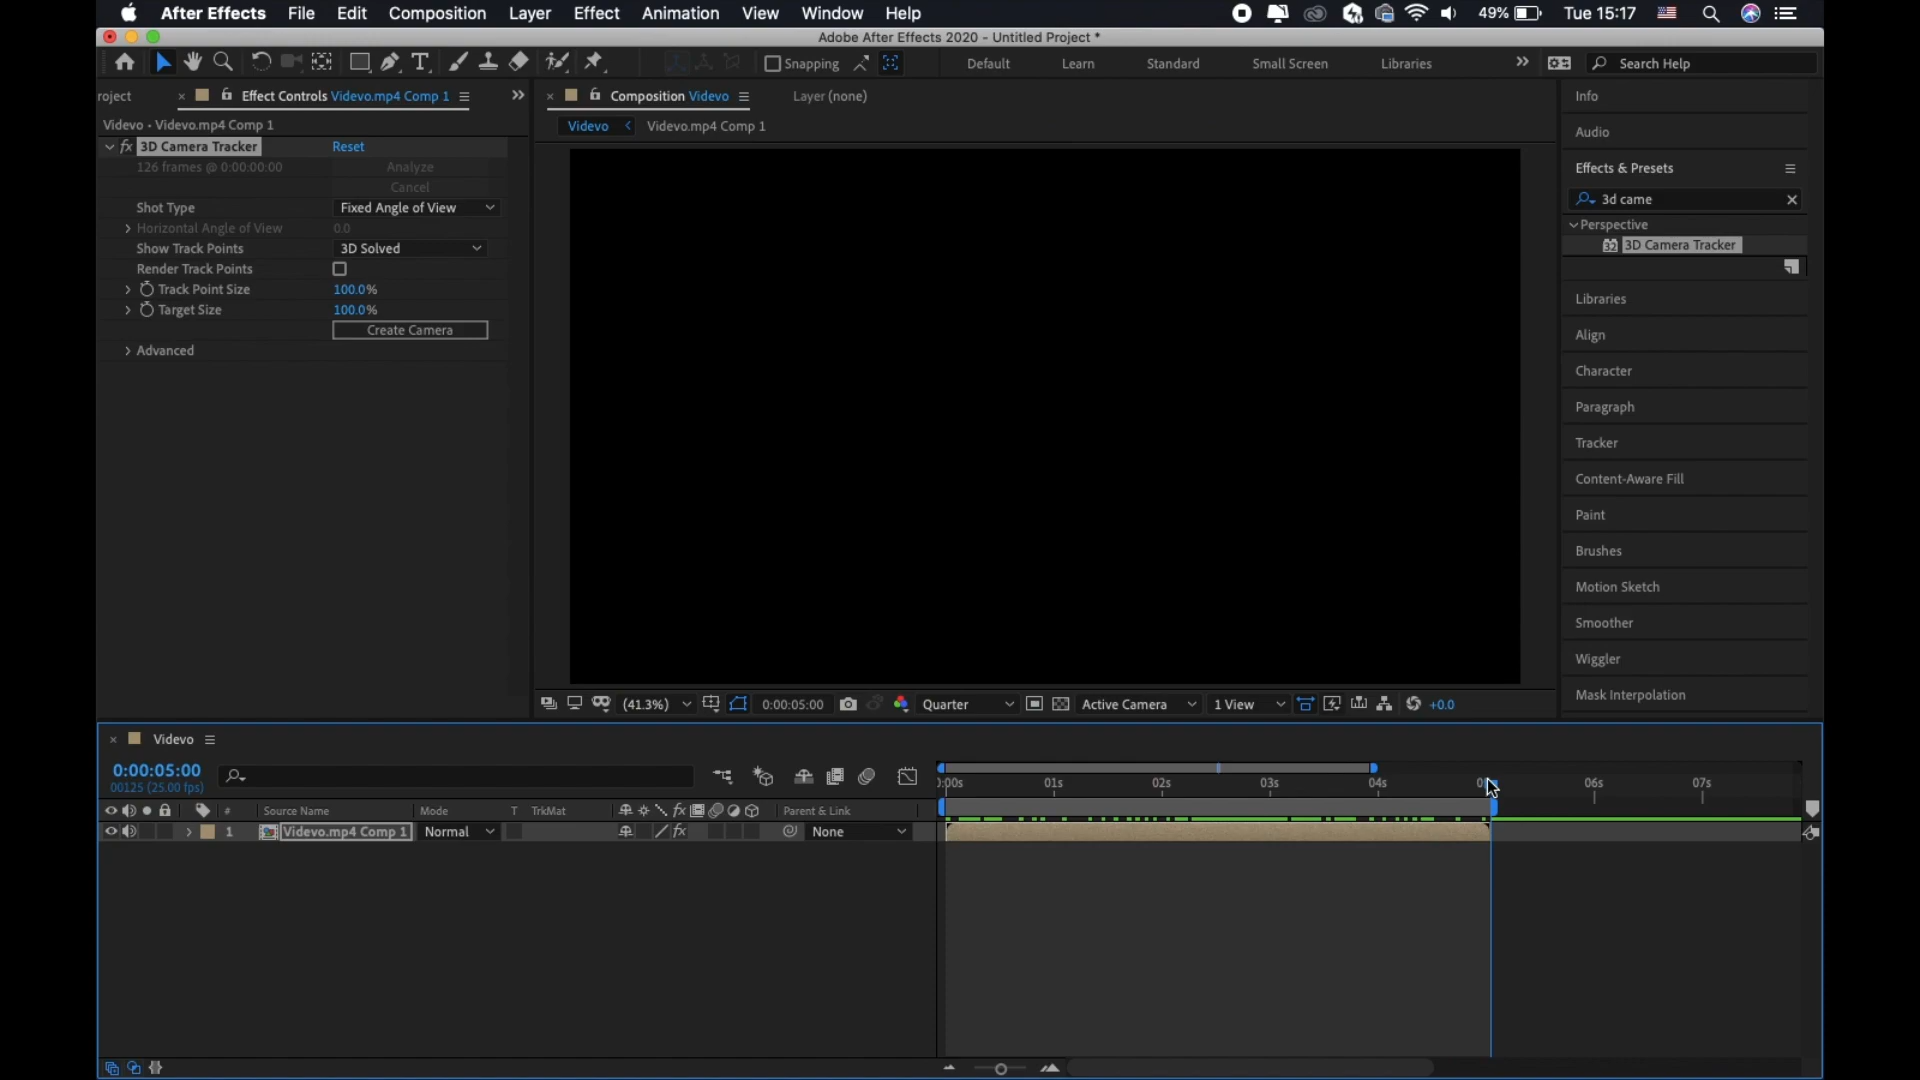 After Effects File Edit Composition Layer Effect Animation View Window Help 49% Tue 15:17
Adobe After Effects 2020 - Untitled Project *
T Snapping Default Learn Standard Small Screen Libraries Search Help
roject Effect Controls Videvo.mp4 Comp 1
Videvo • Videvo.mp4 Comp 1
fx 3D Camera Tracker Reset
126 frames @ 0:00:00:00 Analyze
Cancel
Shot Type Fixed Angle of View
Horizontal Angle of View 0.0
Show Track Points 3D Solved
Render Track Points
Track Point Size 100.0%
Target Size 100.0%
Create Camera
Advanced
Composition Videvo Layer (none)
Videvo Videvo.mp4 Comp 1
(41.3%) 0:00:05:00 Quarter Active Camera 1 View +0.0
Info
Audio
Effects & Presets
3d came
Perspective
32 3D Camera Tracker
Libraries
Align
Character
Paragraph
Tracker
Content-Aware Fill
Paint
Brushes
Motion Sketch
Smoother
Wiggler
Mask Interpolation
Videvo
0:00:05:00
00125 (25.00 fps)
# Source Name Mode T TrkMat fx Parent & Link
1 Videvo.mp4 Comp 1 Normal fx None
):00s 01s 02s 03s 04s 06s 07s